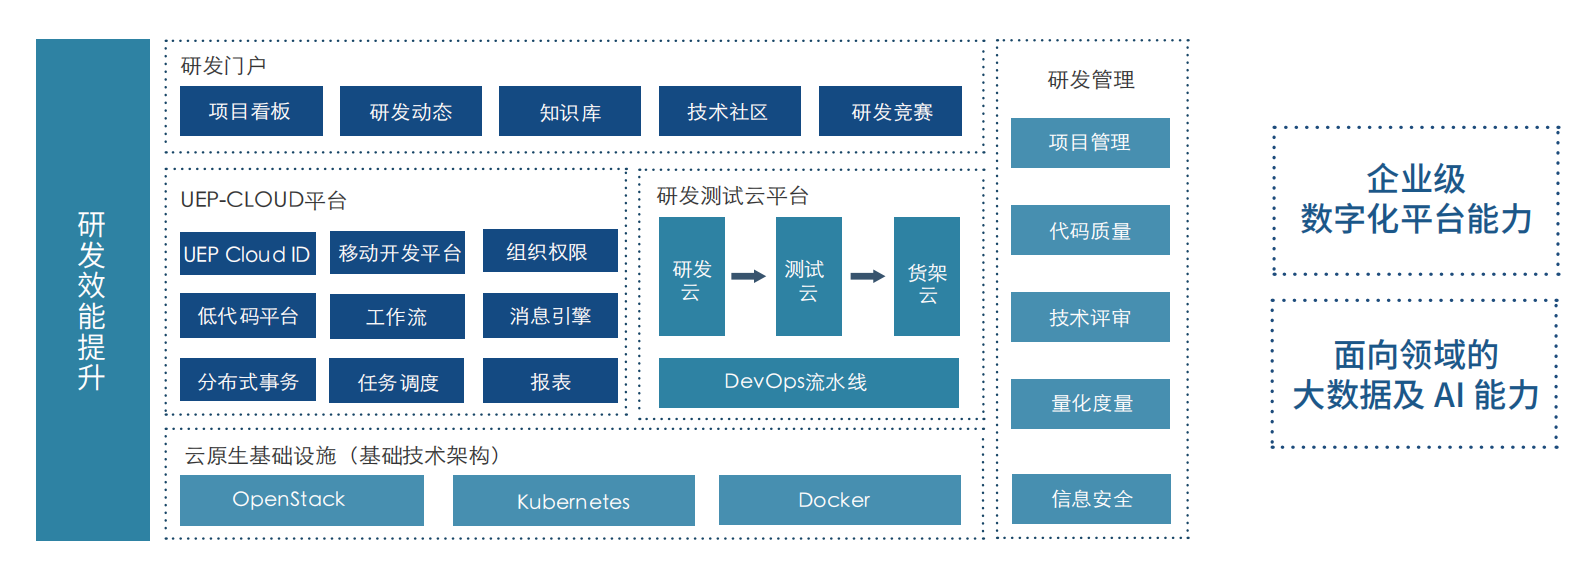 研发效能提升
研发门户
项目看板
研发动态
知识库
技术社区
研发竞赛
UEP-CLOUD平台
UEP Cloud ID
移动开发平台
组织权限
低代码平台
工作流
消息引擎
分布式事务
任务调度
报表
研发测试云平台
研发
云
测试
云
货架
云
DevOps流水线
云原生基础设施（基础技术架构）
OpenStack
Kubernetes
Docker
研发管理
项目管理
代码质量
技术评审
量化度量
信息安全
企业级
数字化平台能力
面向领域的
大数据及 AI 能力